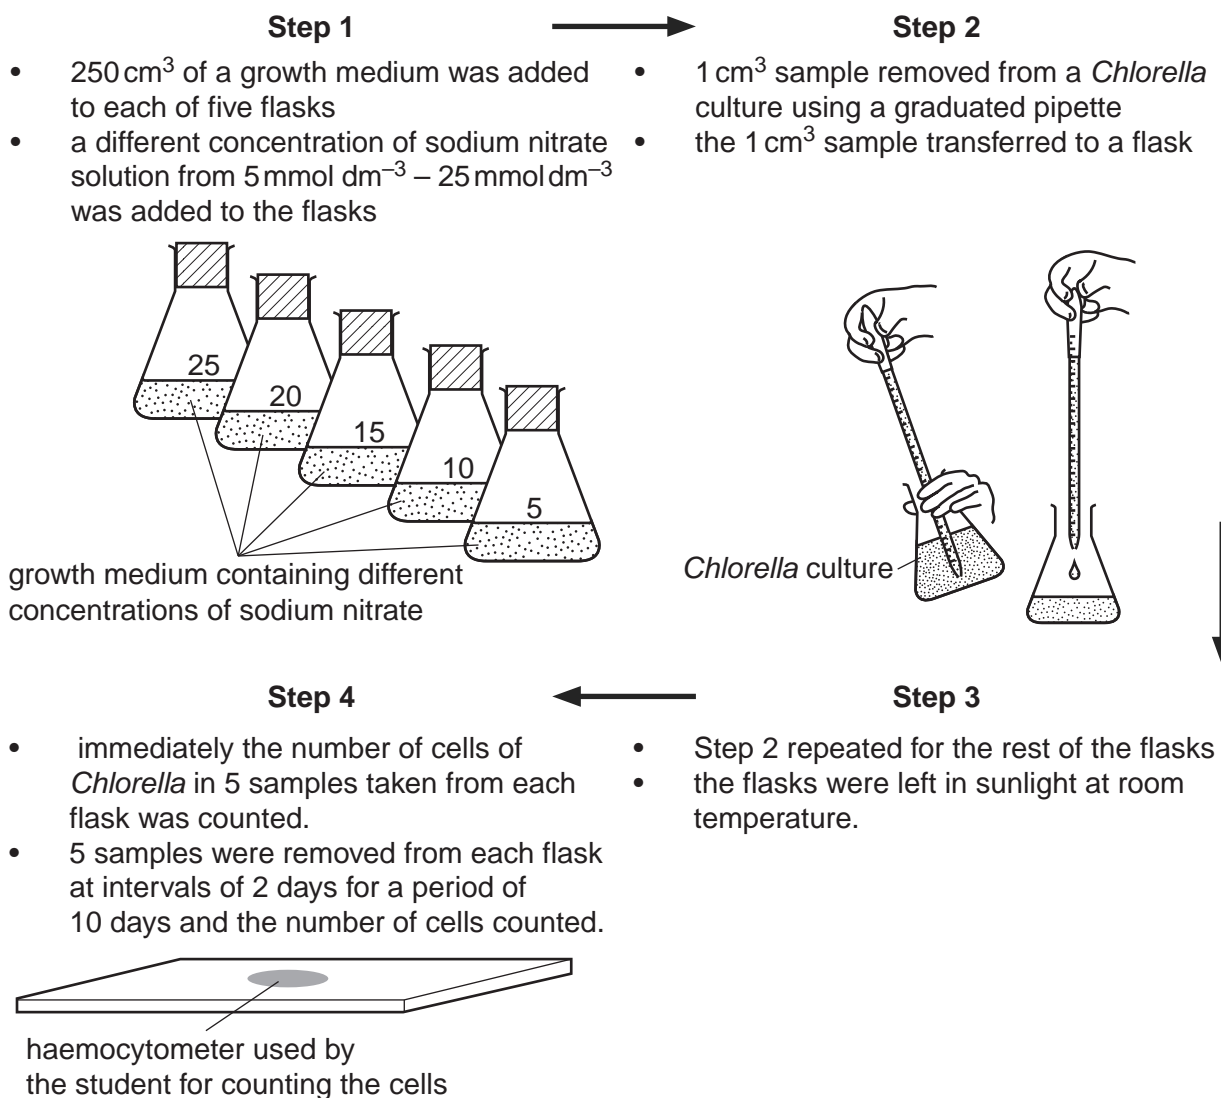 Step 1
• 250 cm³ of a growth medium was added
to each of five flasks
• a different concentration of sodium nitrate
solution from 5 mmol dm⁻³ – 25 mmol dm⁻³
was added to the flasks
Step 2
• 1 cm³ sample removed from a Chlorella
culture using a graduated pipette
• the 1 cm³ sample transferred to a flask
25
20
15
10
5
growth medium containing different
concentrations of sodium nitrate
Chlorella culture
Step 3
• Step 2 repeated for the rest of the flasks
• the flasks were left in sunlight at room
temperature.
Step 4
• immediately the number of cells of
Chlorella in 5 samples taken from each
flask was counted.
• 5 samples were removed from each flask
at intervals of 2 days for a period of
10 days and the number of cells counted.
haemocytometer used by
the student for counting the cells